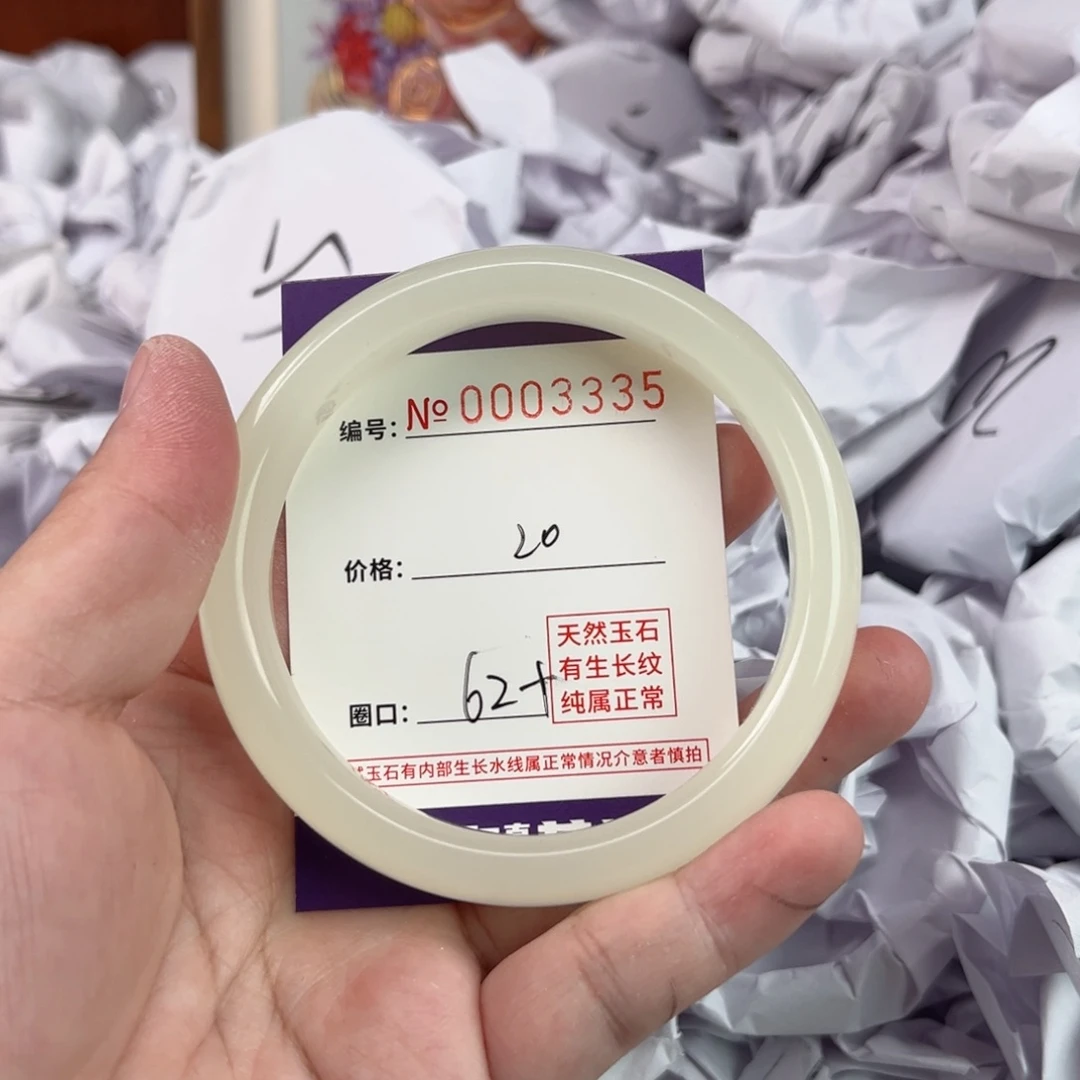 编号: № 0003335
价格: 20
天然玉石
有生长纹
纯属正常
圈口: 62+
玉石有内部生长水线属正常情况介意者慎拍